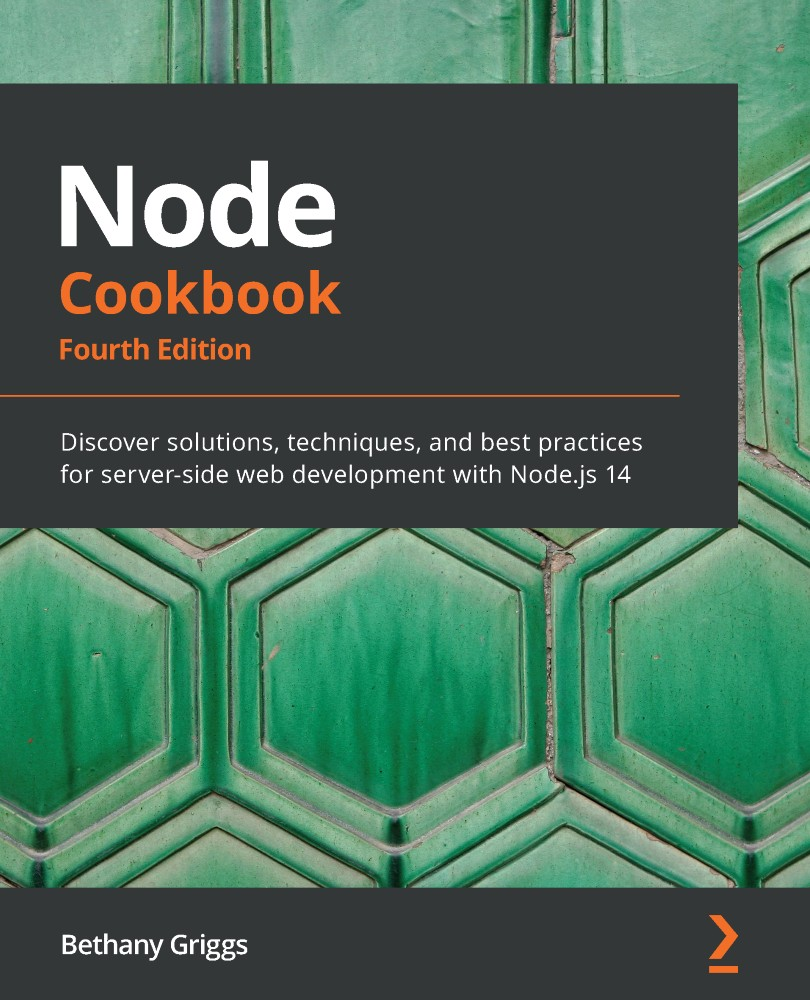 Node
Cookbook
Fourth Edition
Discover solutions, techniques, and best practices
for server-side web development with Node.js 14
Bethany Griggs